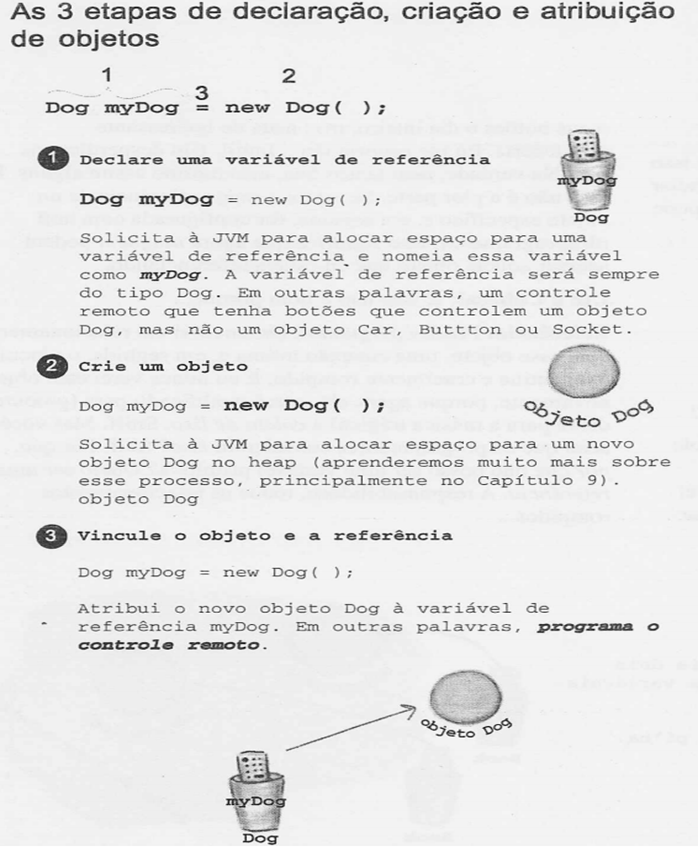 As 3 etapas de declaração, criação e atribuição
de objetos
1 3 2
Dog myDog = new Dog( );
1 Declare uma variável de referência
Dog myDog = new Dog( );
myDog
Dog
Solicita à JVM para alocar espaço para uma
variável de referência e nomeia essa variável
como myDog. A variável de referência será sempre
do tipo Dog. Em outras palavras, um controle
remoto que tenha botões que controlem um objeto
Dog, mas não um objeto Car, Buttton ou Socket.
2 Crie um objeto
Dog myDog = new Dog( );
objeto Dog
Solicita à JVM para alocar espaço para um novo
objeto Dog no heap (aprenderemos muito mais sobre
esse processo, principalmente no Capítulo 9).
objeto Dog
3 Vincule o objeto e a referência
Dog myDog = new Dog( );
Atribui o novo objeto Dog à variável de
referência myDog. Em outras palavras, programa o
controle remoto.
objeto Dog
myDog
Dog